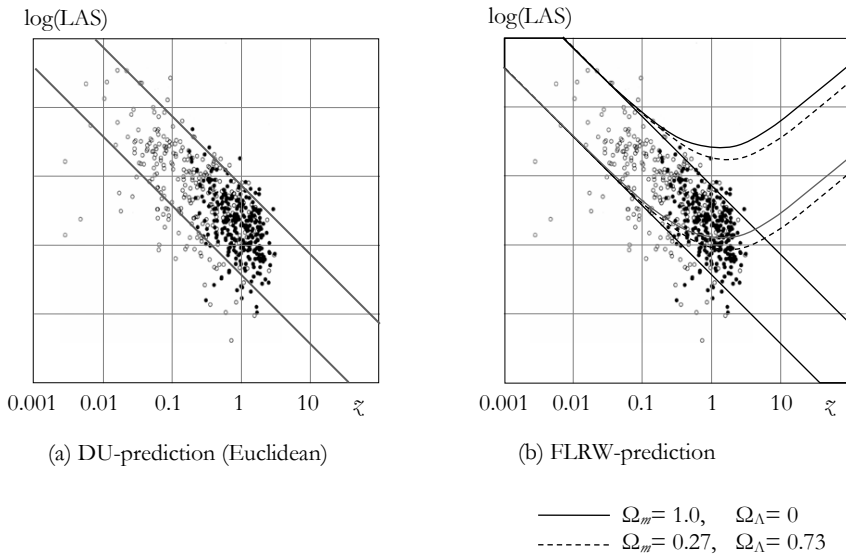 log(LAS)
0.001 0.01 0.1 1 10 z
(a) DU-prediction (Euclidean)
log(LAS)
0.001 0.01 0.1 1 10 z
(b) FLRW-prediction
Ωm= 1.0, ΩΛ= 0
Ωm= 0.27, ΩΛ= 0.73